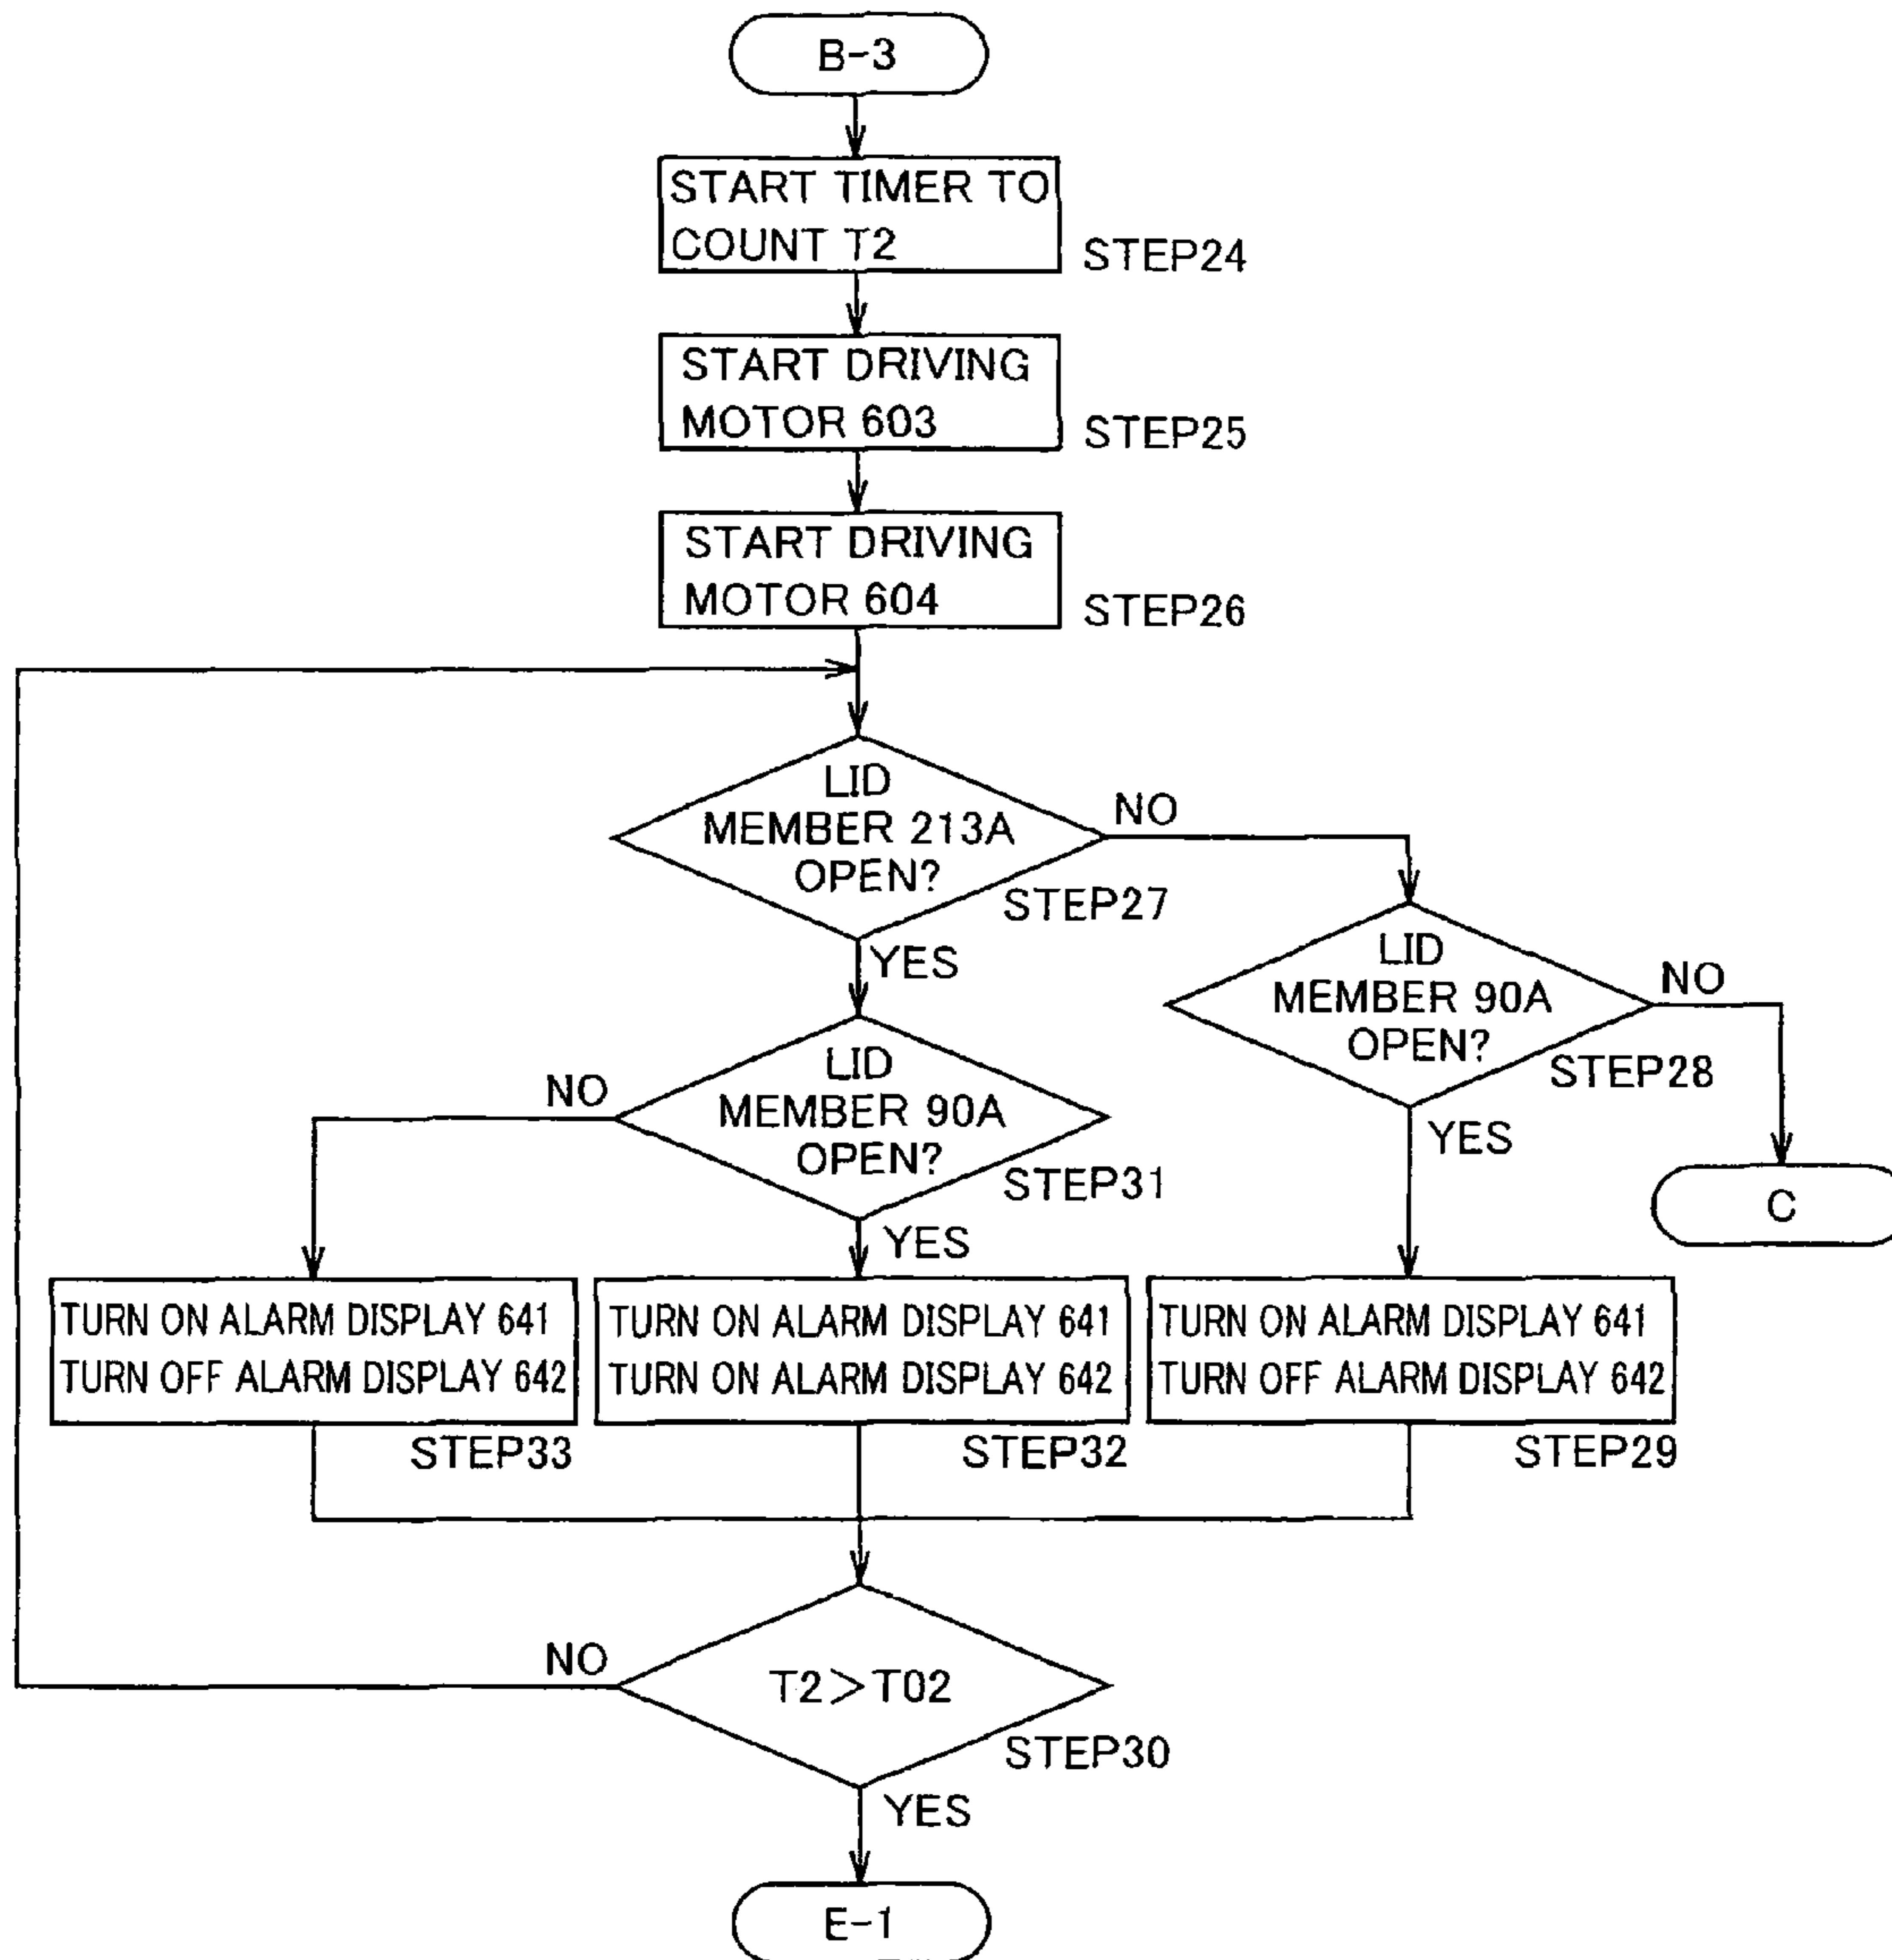 B-3
START TIMER TO
COUNT T2
STEP24
START DRIVING
MOTOR 603
STEP25
START DRIVING
MOTOR 604
STEP26
LID
MEMBER 213A
OPEN?
NO
STEP27
YES
LID
MEMBER 90A
OPEN?
NO
STEP28
YES
C
LID
MEMBER 90A
OPEN?
NO
STEP31
YES
TURN ON ALARM DISPLAY 641
TURN OFF ALARM DISPLAY 642
STEP33
TURN ON ALARM DISPLAY 641
TURN ON ALARM DISPLAY 642
STEP32
TURN ON ALARM DISPLAY 641
TURN OFF ALARM DISPLAY 642
STEP29
T2>T02
NO
STEP30
YES
E-1